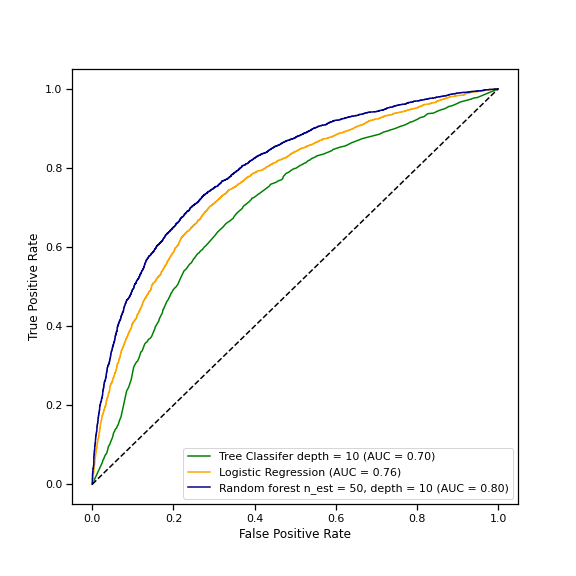 1.0
0.8
0.6
0.4
0.2
0.0
True Positive Rate
Tree Classifer depth = 10 (AUC = 0.70)
Logistic Regression (AUC = 0.76)
Random forest n_est = 50, depth = 10 (AUC = 0.80)
0.0 0.2 0.4 0.6 0.8 1.0
False Positive Rate